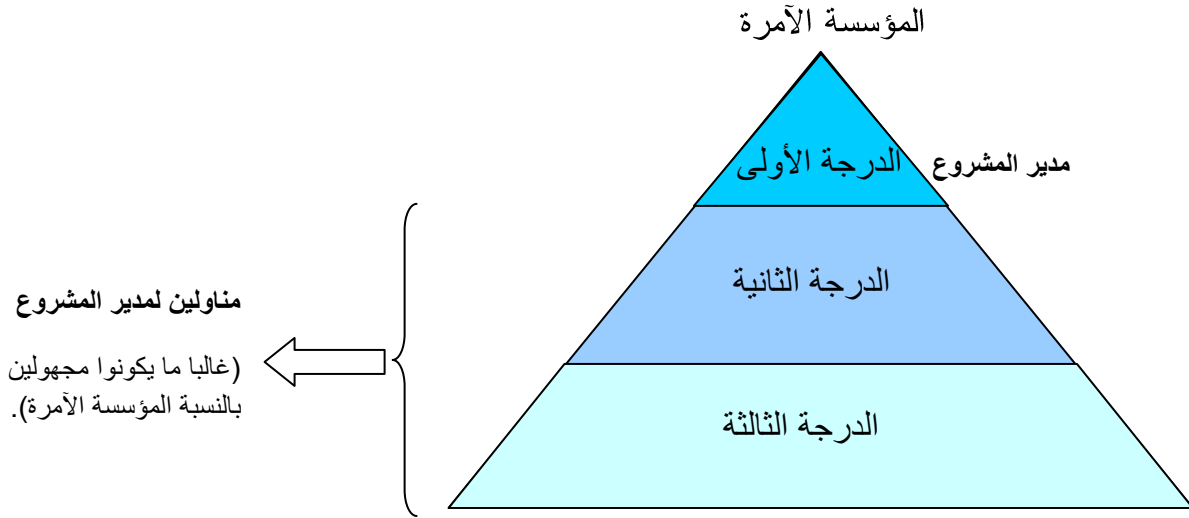 المؤسسة الآمرة
الدرجة الأولى
مدير المشروع
الدرجة الثانية
مناولين لمدير المشروع
(غالبا ما يكونوا مجهولين
بالنسبة المؤسسة الآمرة).
الدرجة الثالثة